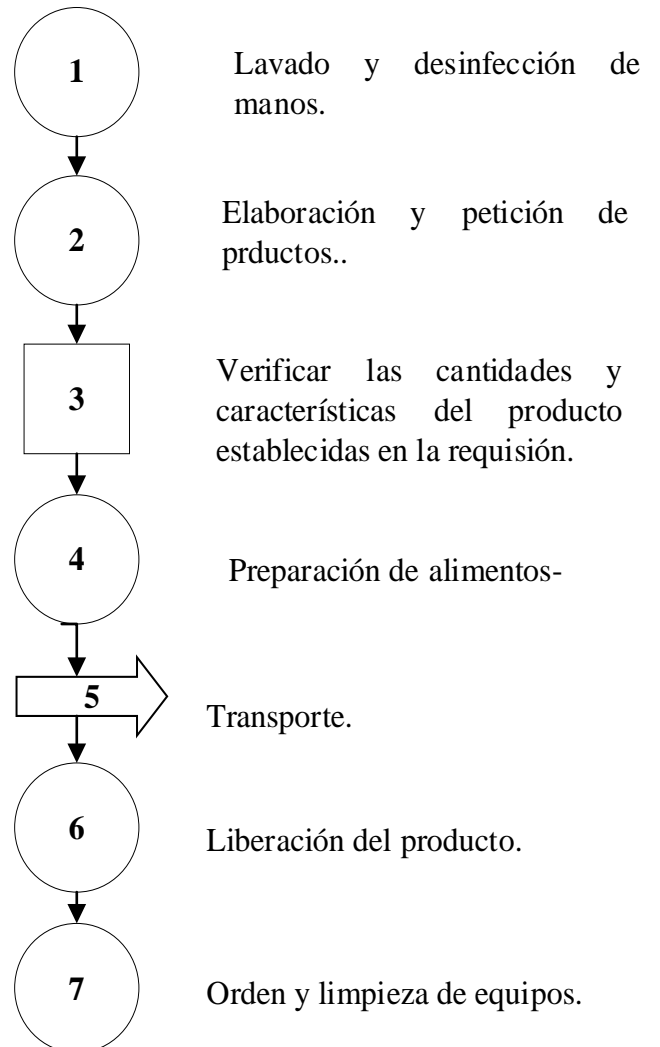 1
Lavado y desinfección de
manos.
2
Elaboración y petición de
prductos..
3
Verificar las cantidades y
características del producto
establecidas en la requisión.
4
Preparación de alimentos-
5
Transporte.
6
Liberación del producto.
7
Orden y limpieza de equipos.